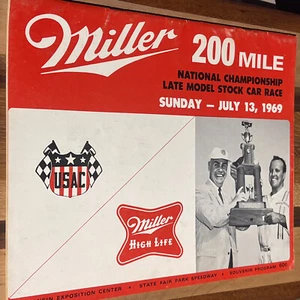 Miller
200 MILE
NATIONAL CHAMPIONSHIP
LATE MODEL STOCK CAR RACE
SUNDAY — JULY 13, 1969
USAC
Miller
HIGH LIFE
EXPOSITION CENTER • STATE FAIR PARK SPEEDWAY • SOUVENIR PROGRAM 50¢